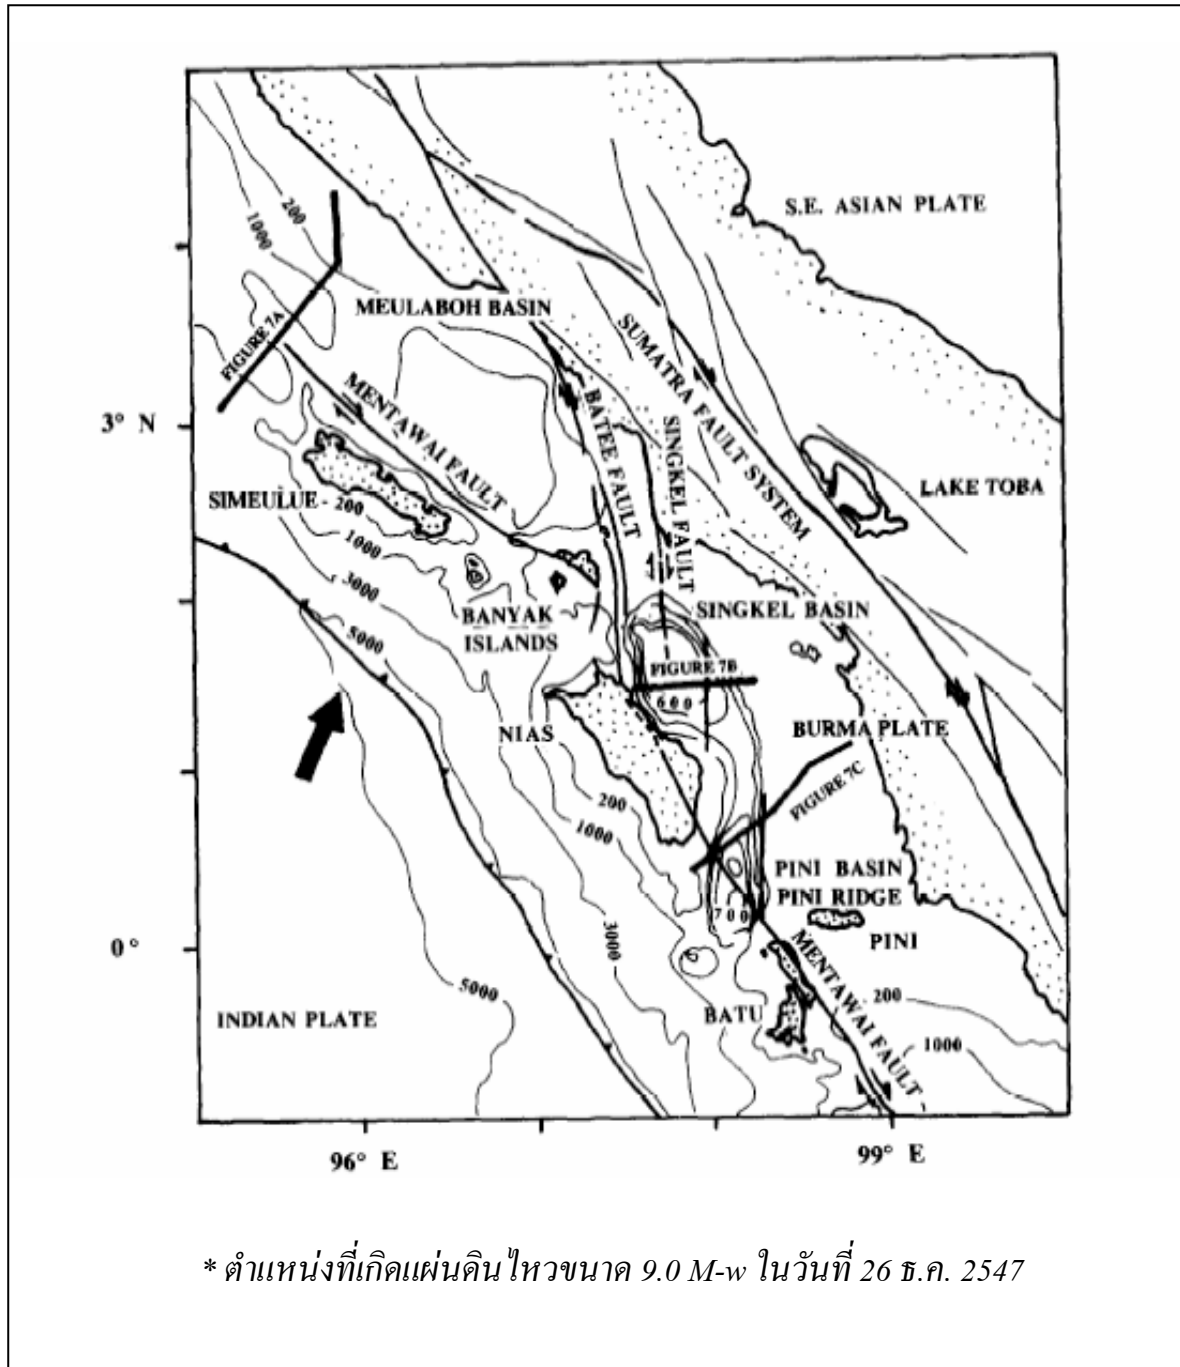 S.E. ASIAN PLATE
200
1000
MEULABOH BASIN
FIGURE 7A
SUMATRA FAULT SYSTEM
MENTAWAI FAULT
BATEE FAULT
SINGKEL FAULT
3° N
LAKE TOBA
SIMEULUE
200
1000
3000
5000
BANYAK
ISLANDS
SINGKEL BASIN
FIGURE 7B
600
NIAS
BURMA PLATE
FIGURE 7C
200
1000
PINI BASIN
PINI RIDGE
700
PINI
0°
3000
MENTAWAI FAULT
5000
200
BATU
INDIAN PLATE
1000
96° E
99° E
* ตำแหน่งที่เกิดแผ่นดินไหวขนาด 9.0 M-w ในวันที่ 26 ธ.ค. 2547